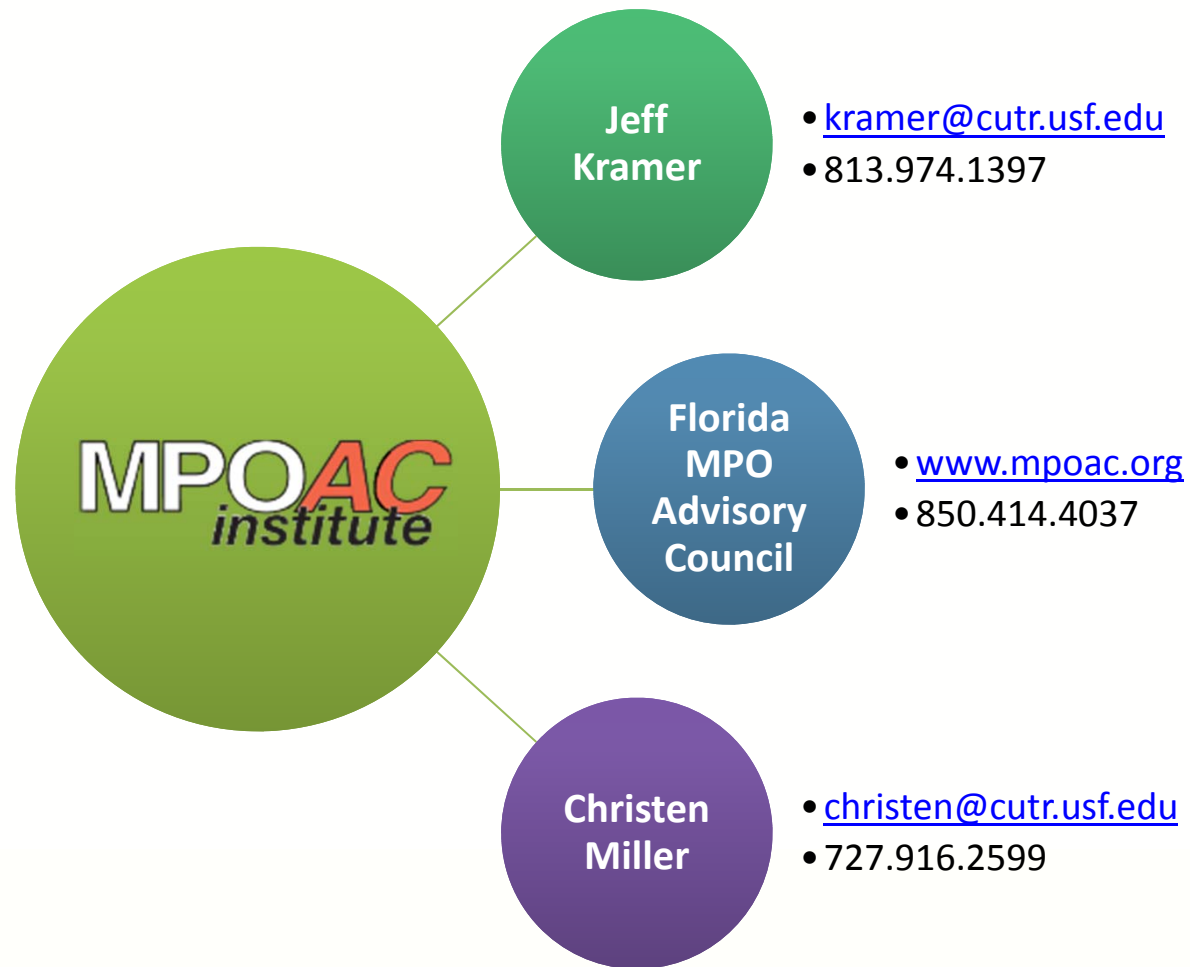 Jeff
Kramer
•kramer@cutr.usf.edu
•813.974.1397
MPOAC
institute
Florida
MPO
Advisory
Council
•www.mpoac.org
•850.414.4037
Christen
Miller
•christen@cutr.usf.edu
•727.916.2599